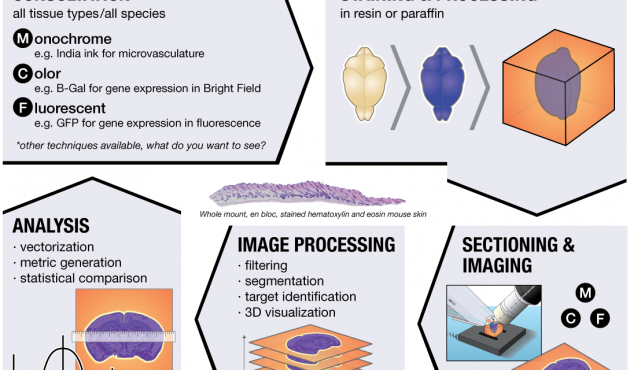 all tissue types/all species
Monochrome
e.g. India ink for microvasculature
Color
e.g. B-Gal for gene expression in Bright Field
Fluorescent
e.g. GFP for gene expression in fluorescence
*other techniques available, what do you want to see?
in resin or paraffin
Whole mount, en bloc, stained hematoxylin and eosin mouse skin
ANALYSIS
· vectorization
· metric generation
· statistical comparison
IMAGE PROCESSING
· filtering
· segmentation
· target identification
· 3D visualization
SECTIONING &
IMAGING
M
C F